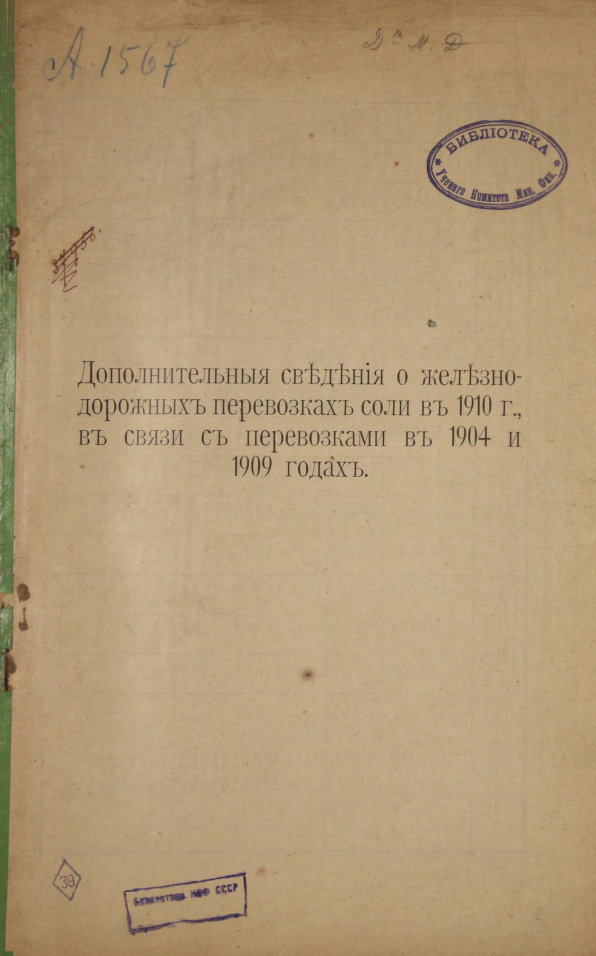 А 1567
БИБЛІОТЕКА
Ученаго Комитета Мин. Фин.
Дополнительныя свѣдѣнія о желѣзно-
дорожныхъ перевозкахъ соли въ 1910 г.,
въ связи съ перевозками въ 1904 и
1909 годахъ.
39
Библиотека НКФ СССР